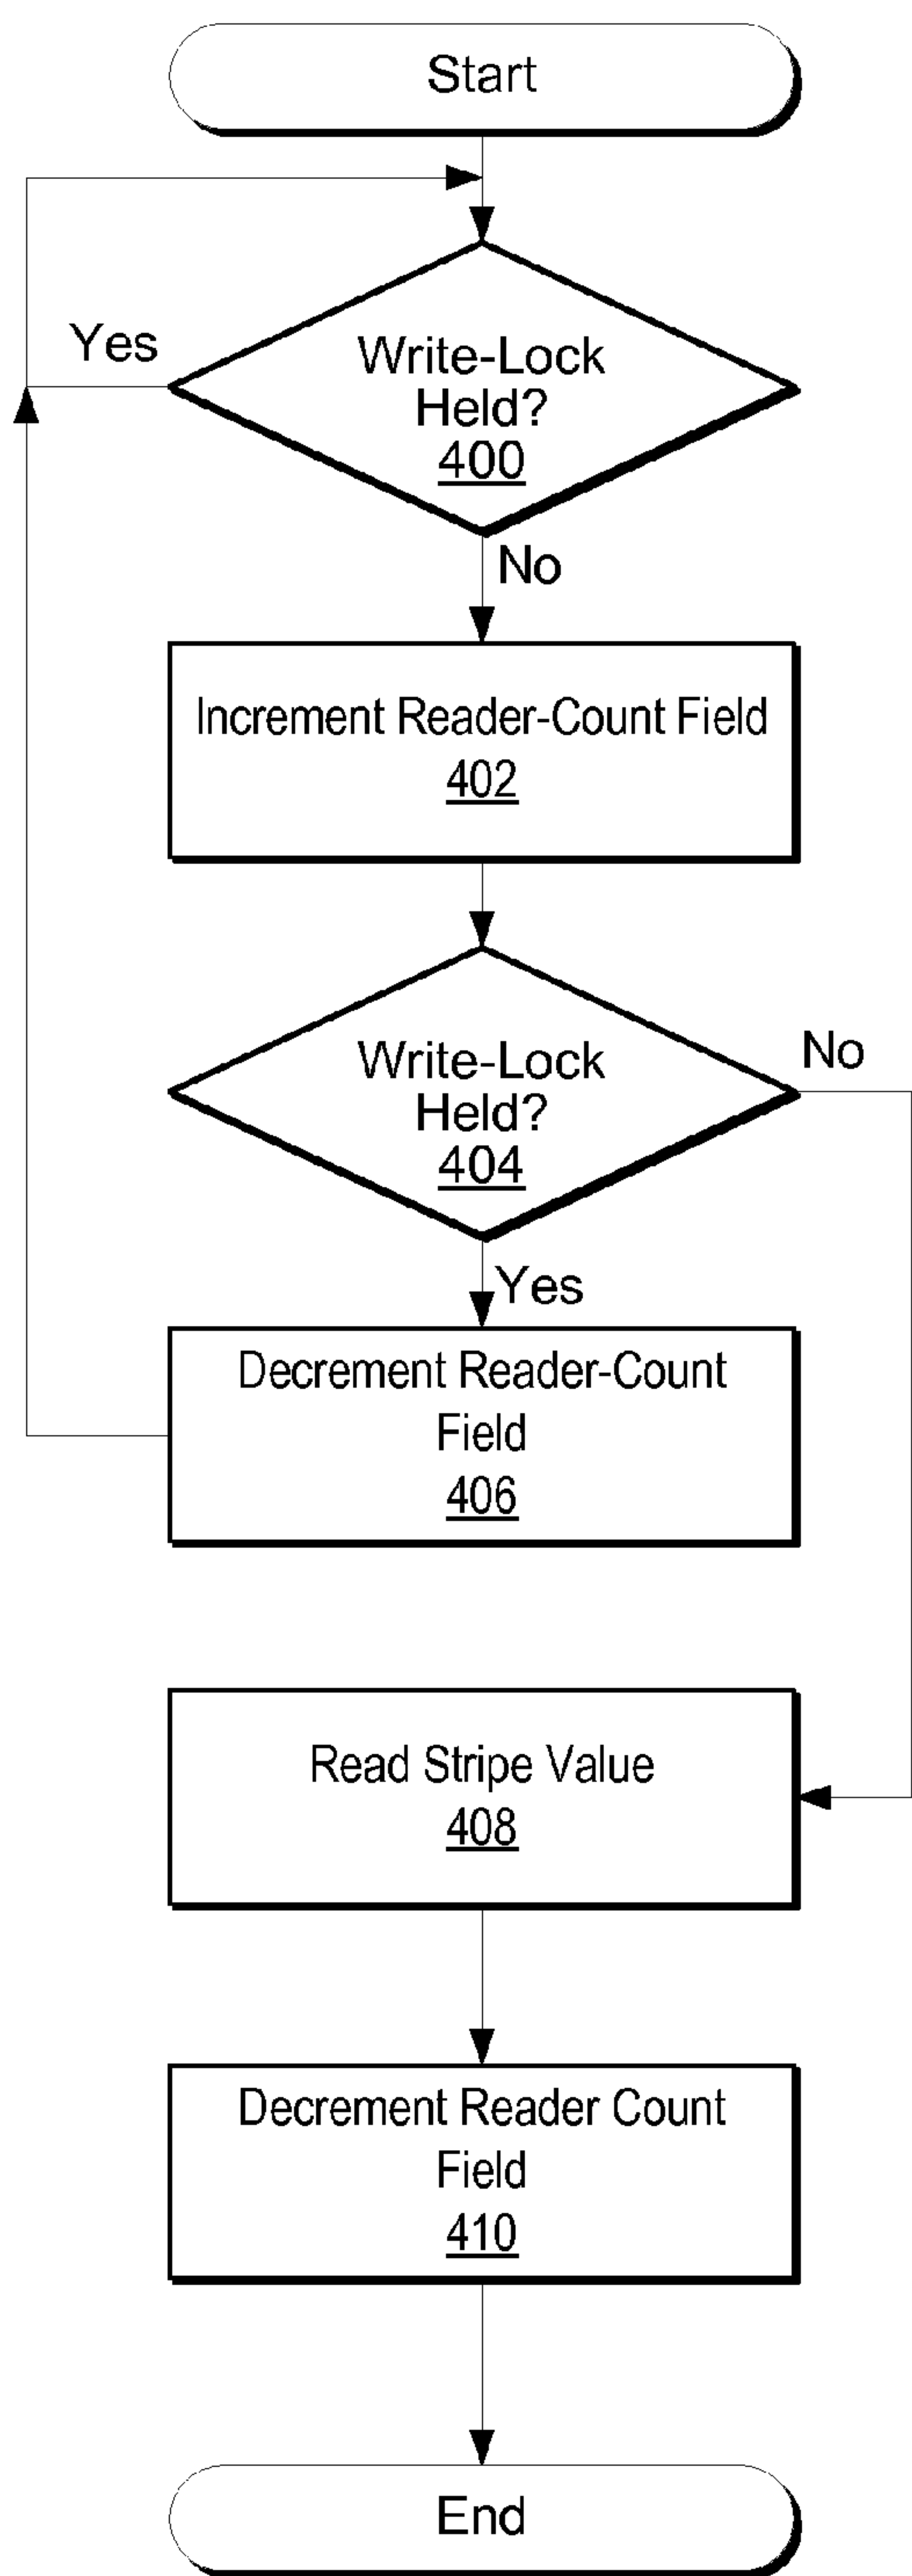 Start
Yes
Write-Lock
Held?
400
No
Increment Reader-Count Field
402
Write-Lock
Held?
404
No
Yes
Decrement Reader-Count
Field
406
Read Stripe Value
408
Decrement Reader Count
Field
410
End